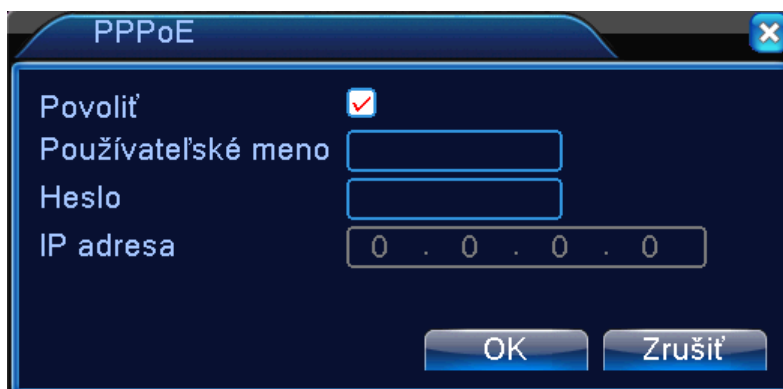 PPPoE
Povoliť
Používateľské meno
Heslo
IP adresa 0 . 0 . 0 . 0
OK Zrušiť